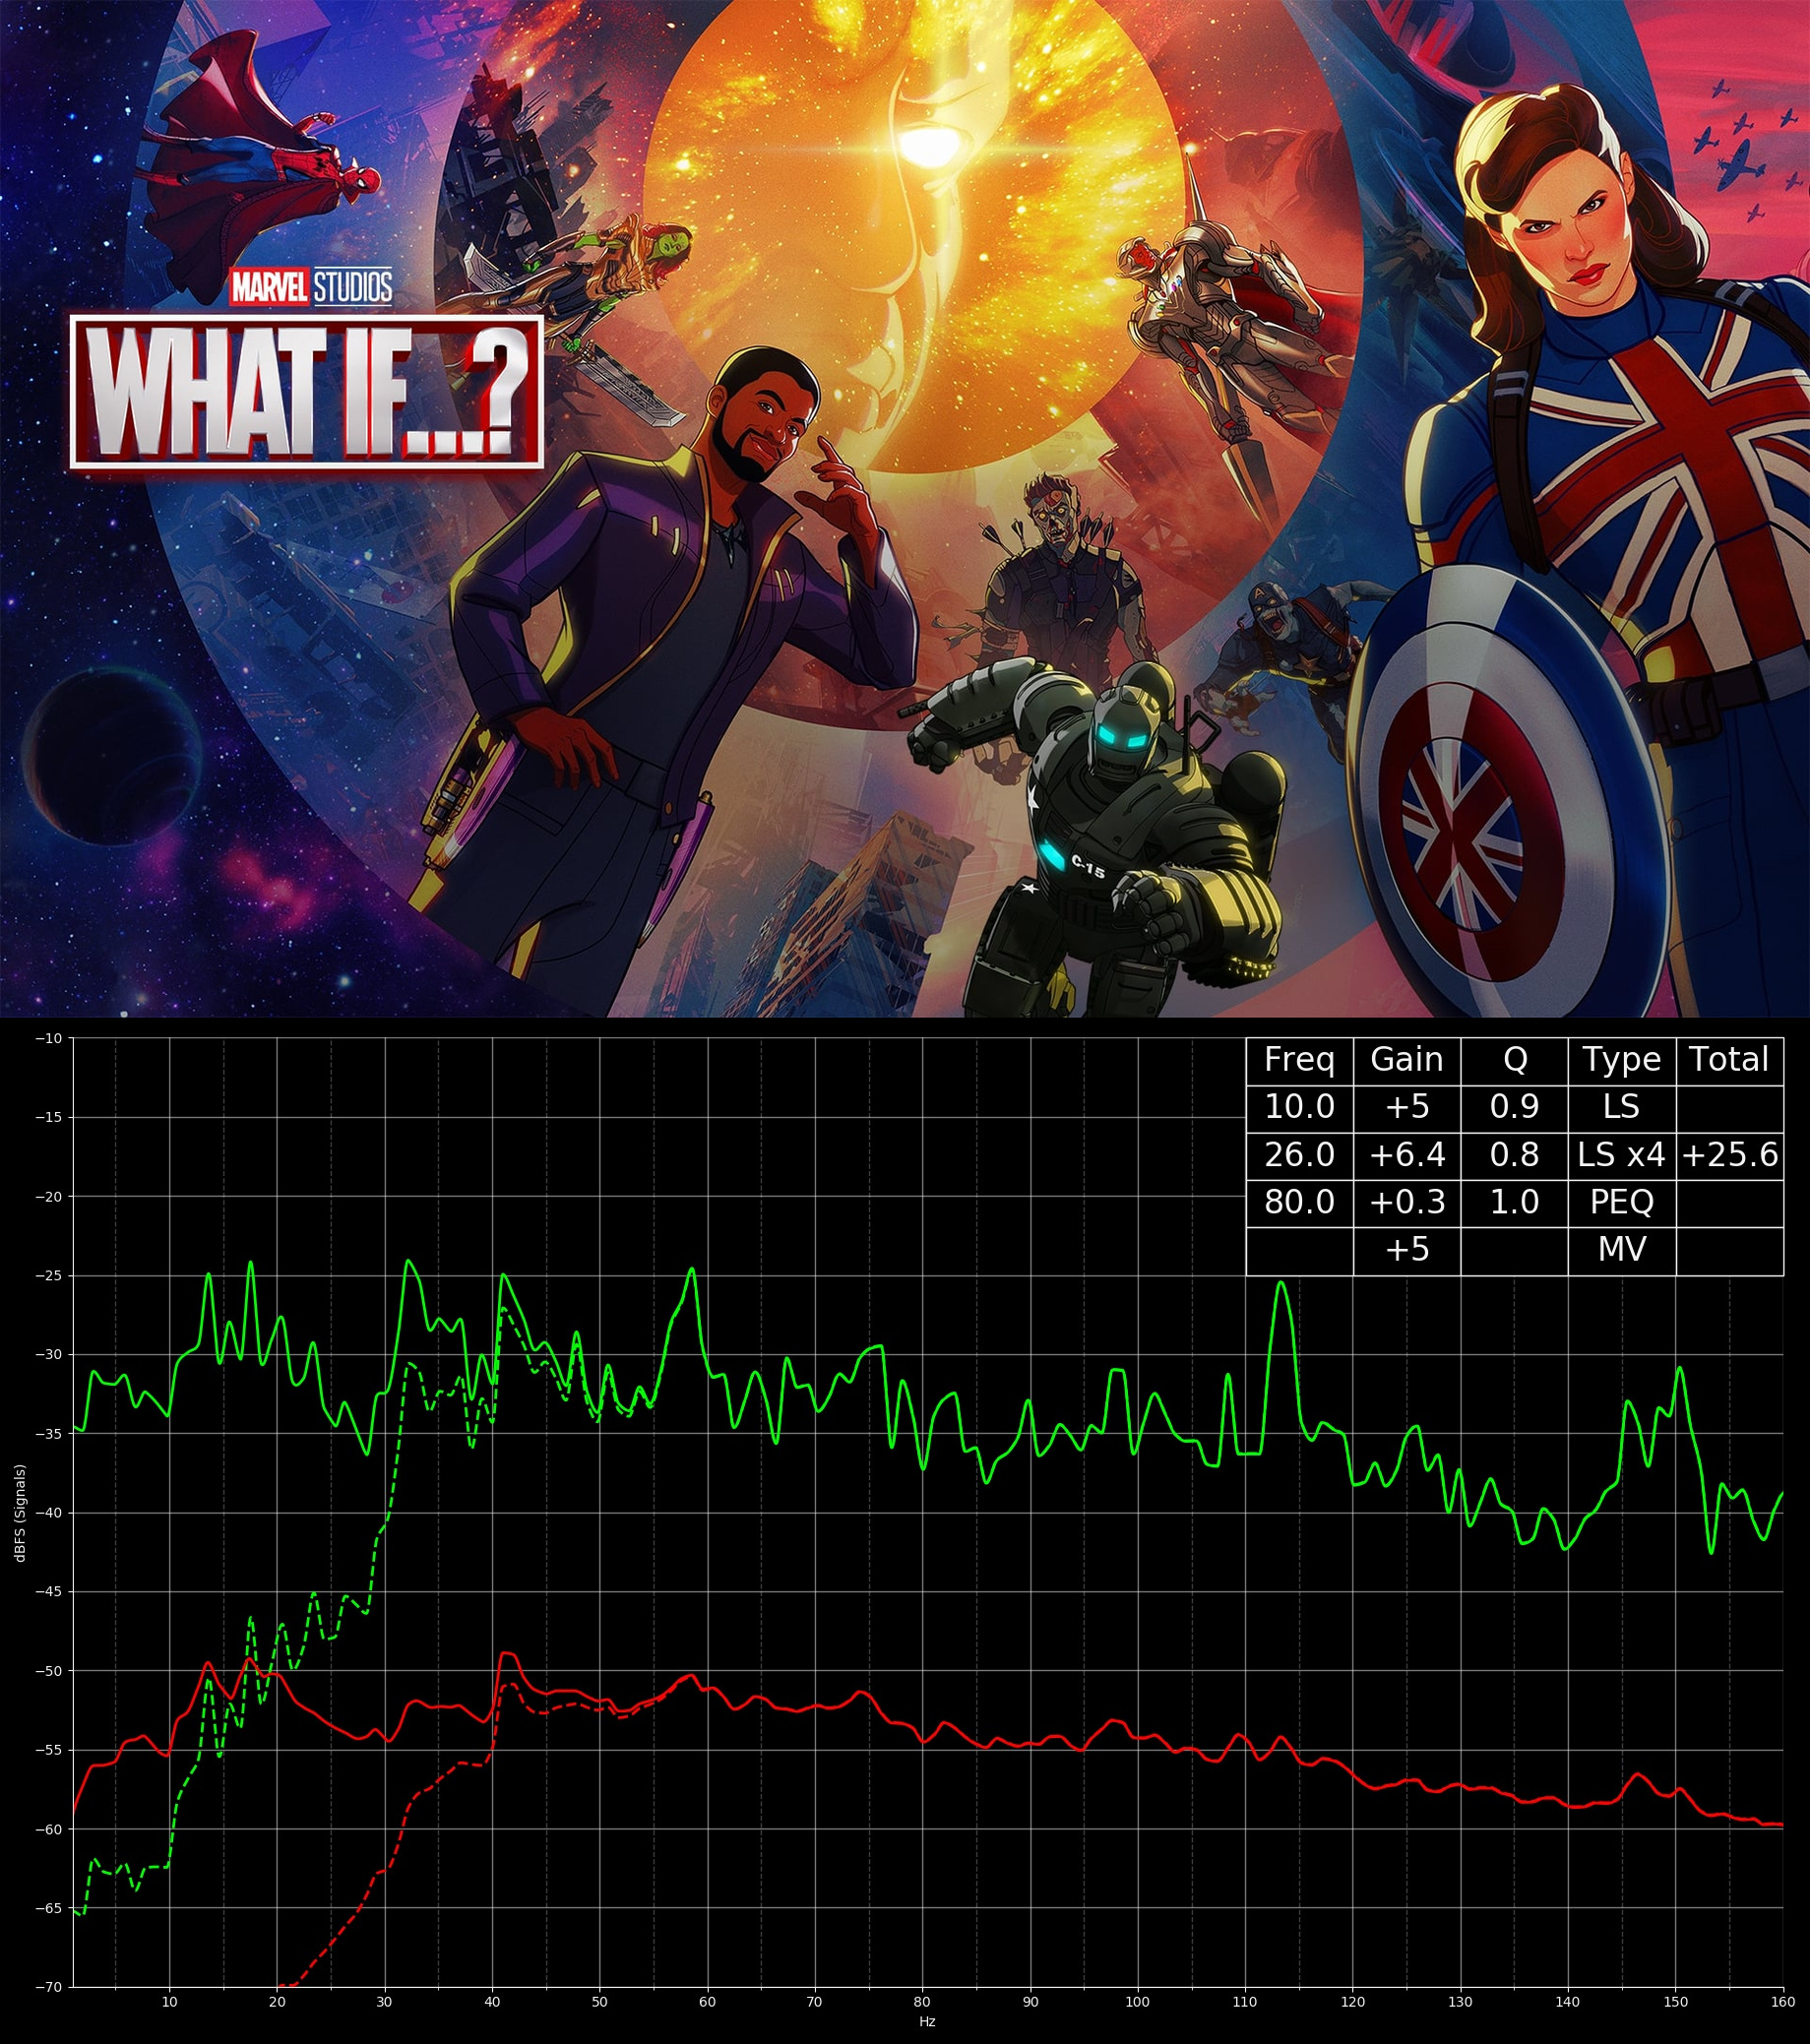 MARVEL STUDIOS
WHAT IF...?
C-15
A
Freq Gain Q Type Total
10.0 +5 0.9 LS
26.0 +6.4 0.8 LS x4 +25.6
80.0 +0.3 1.0 PEQ
+5 MV
−10
−15
−20
−25
−30
−35
−40
−45
−50
−55
−60
−65
−70
dBFS (Signals)
10 20 30 40 50 60 70 80 90 100 110 120 130 140 150 160
Hz